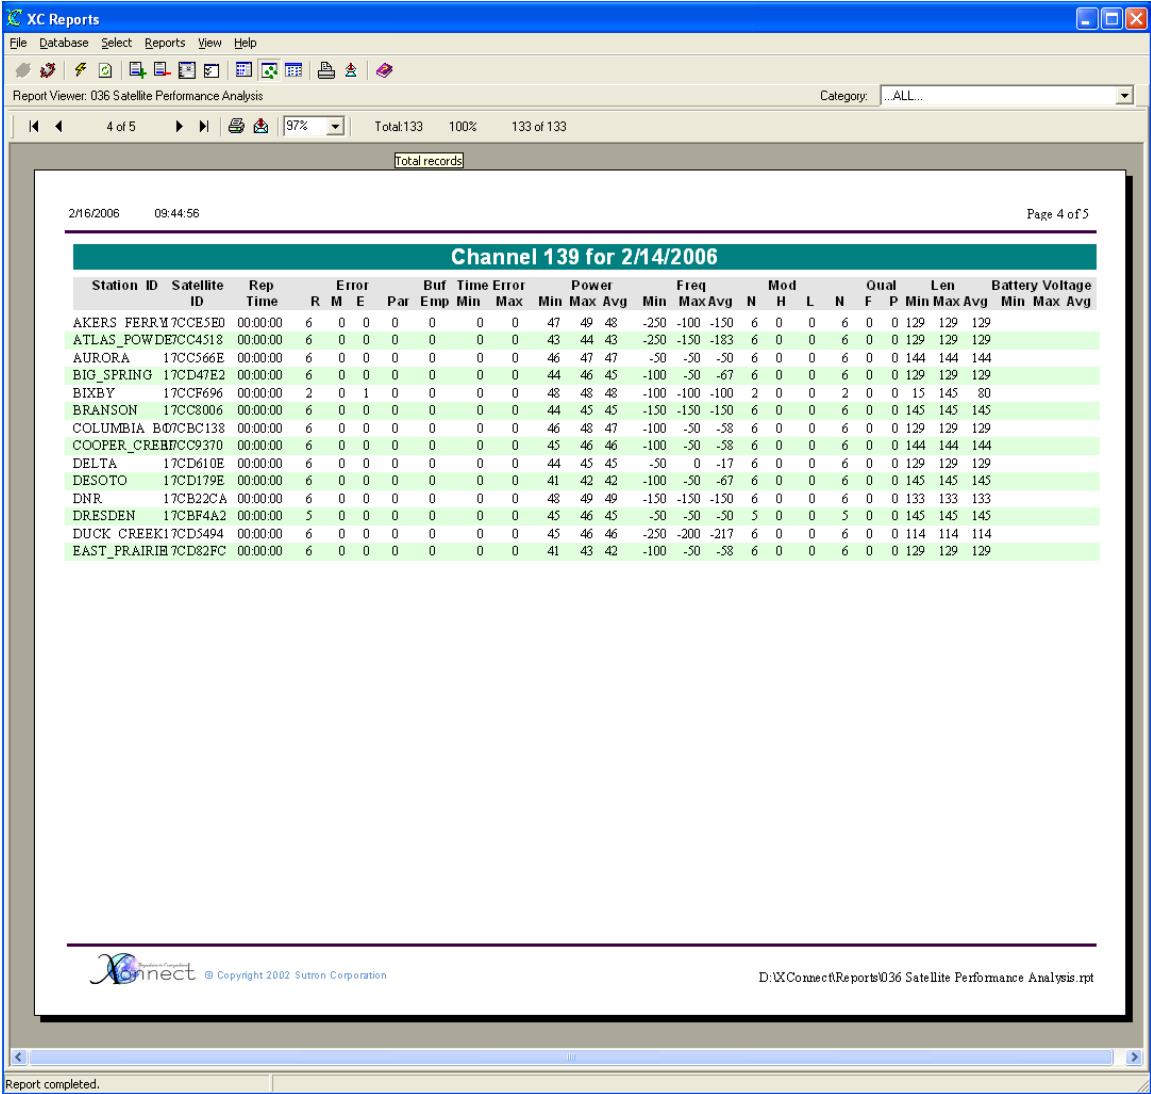 XC Reports
File Database Select Reports View Help
Report Viewer: 036 Satellite Performance Analysis Category: ...ALL...
4 of 5 97% Total:133 100% 133 of 133
Total records
2/16/2006 09:44:56 Page 4 of 5
Channel 139 for 2/14/2006
Station ID Satellite Rep Error Buf Time Error Power Freq Mod Qual Len Battery Voltage
ID Time R M E Par Emp Min Max Min Max Avg Min Max Avg N H L N F P Min Max Avg Min Max Avg
AKERS FERRY 17CCE5E0 00:00:00 6 0 0 0 0 0 0 47 49 48 -250 -100 -150 6 0 0 6 0 0 129 129 129
ATLAS_POWDE 17CC4518 00:00:00 6 0 0 0 0 0 0 43 44 43 -250 -150 -183 6 0 0 6 0 0 129 129 129
AURORA 17CC566E 00:00:00 6 0 0 0 0 0 0 46 47 47 -50 -50 -50 6 0 0 6 0 0 144 144 144
BIG_SPRING 17CD47E2 00:00:00 6 0 0 0 0 0 0 44 46 45 -100 -50 -67 6 0 0 6 0 0 129 129 129
BIXBY 17CCF696 00:00:00 2 0 1 0 0 0 0 48 48 48 -100 -100 -100 2 0 0 2 0 0 15 145 80
BRANSON 17CC8006 00:00:00 6 0 0 0 0 0 0 44 45 45 -150 -150 -150 6 0 0 6 0 0 145 145 145
COLUMBIA BO 17CBC138 00:00:00 6 0 0 0 0 0 0 46 48 47 -100 -50 -58 6 0 0 6 0 0 129 129 129
COOPER_CREE 17CC9370 00:00:00 6 0 0 0 0 0 0 45 46 46 -100 -50 -58 6 0 0 6 0 0 144 144 144
DELTA 17CD610E 00:00:00 6 0 0 0 0 0 0 44 45 45 -50 0 -17 6 0 0 6 0 0 129 129 129
DESOTO 17CD179E 00:00:00 6 0 0 0 0 0 0 41 42 42 -100 -50 -67 6 0 0 6 0 0 145 145 145
DNR 17CB22CA 00:00:00 6 0 0 0 0 0 0 48 49 49 -150 -150 -150 6 0 0 6 0 0 133 133 133
DRESDEN 17CBF4A2 00:00:00 5 0 0 0 0 0 0 45 46 45 -50 -50 -50 5 0 0 5 0 0 145 145 145
DUCK CREEK 17CD5494 00:00:00 6 0 0 0 0 0 0 45 46 46 -250 -200 -217 6 0 0 6 0 0 114 114 114
EAST_PRAIRIE 17CD82FC 00:00:00 6 0 0 0 0 0 0 41 43 42 -100 -50 -58 6 0 0 6 0 0 129 129 129
Xonnect © Copyright 2002 Sutron Corporation D:\XConnect\Reports\036 Satellite Performance Analysis.rpt
Report completed.